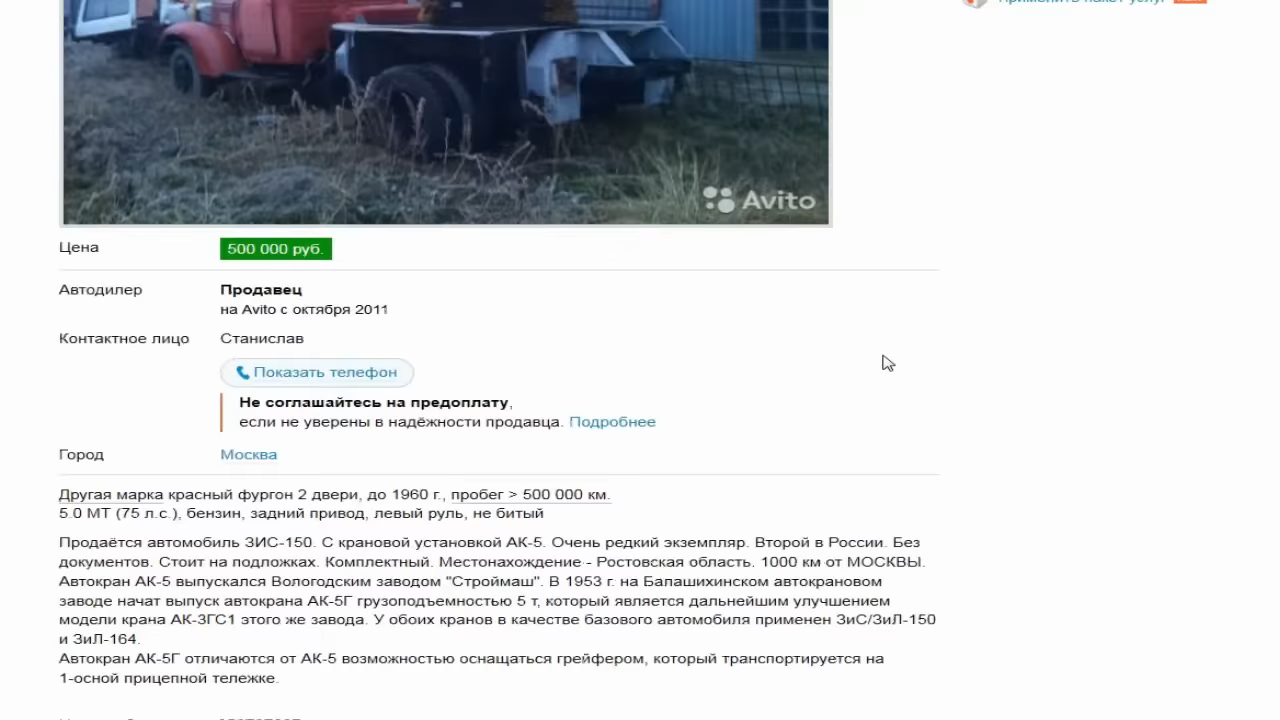 Avito
Цена
500 000 руб.
Автодилер
Продавец
на Avito с октября 2011
Контактное лицо
Станислав
Показать телефон
Не соглашайтесь на предоплату,
если не уверены в надёжности продавца. Подробнее
Город
Москва
Другая марка красный фургон 2 двери, до 1960 г., пробег > 500 000 км.
5.0 МТ (75 л.с.), бензин, задний привод, левый руль, не битый
Продаётся автомобиль ЗИС-150. С крановой установкой АК-5. Очень редкий экземпляр. Второй в России. Без
документов. Стоит на подложках. Комплектный. Местонахождение - Ростовская область. 1000 км от МОСКВЫ.
Автокран АК-5 выпускался Вологодским заводом "Строймаш". В 1953 г. на Балашихинском автокрановом
заводе начат выпуск автокрана АК-5Г грузоподъемностью 5 т, который является дальнейшим улучшением
модели крана АК-3ГС1 этого же завода. У обоих кранов в качестве базового автомобиля применен ЗиС/ЗиЛ-150
и ЗиЛ-164.
Автокран АК-5Г отличаются от АК-5 возможностью оснащаться грейфером, который транспортируется на
1-осной прицепной тележке.